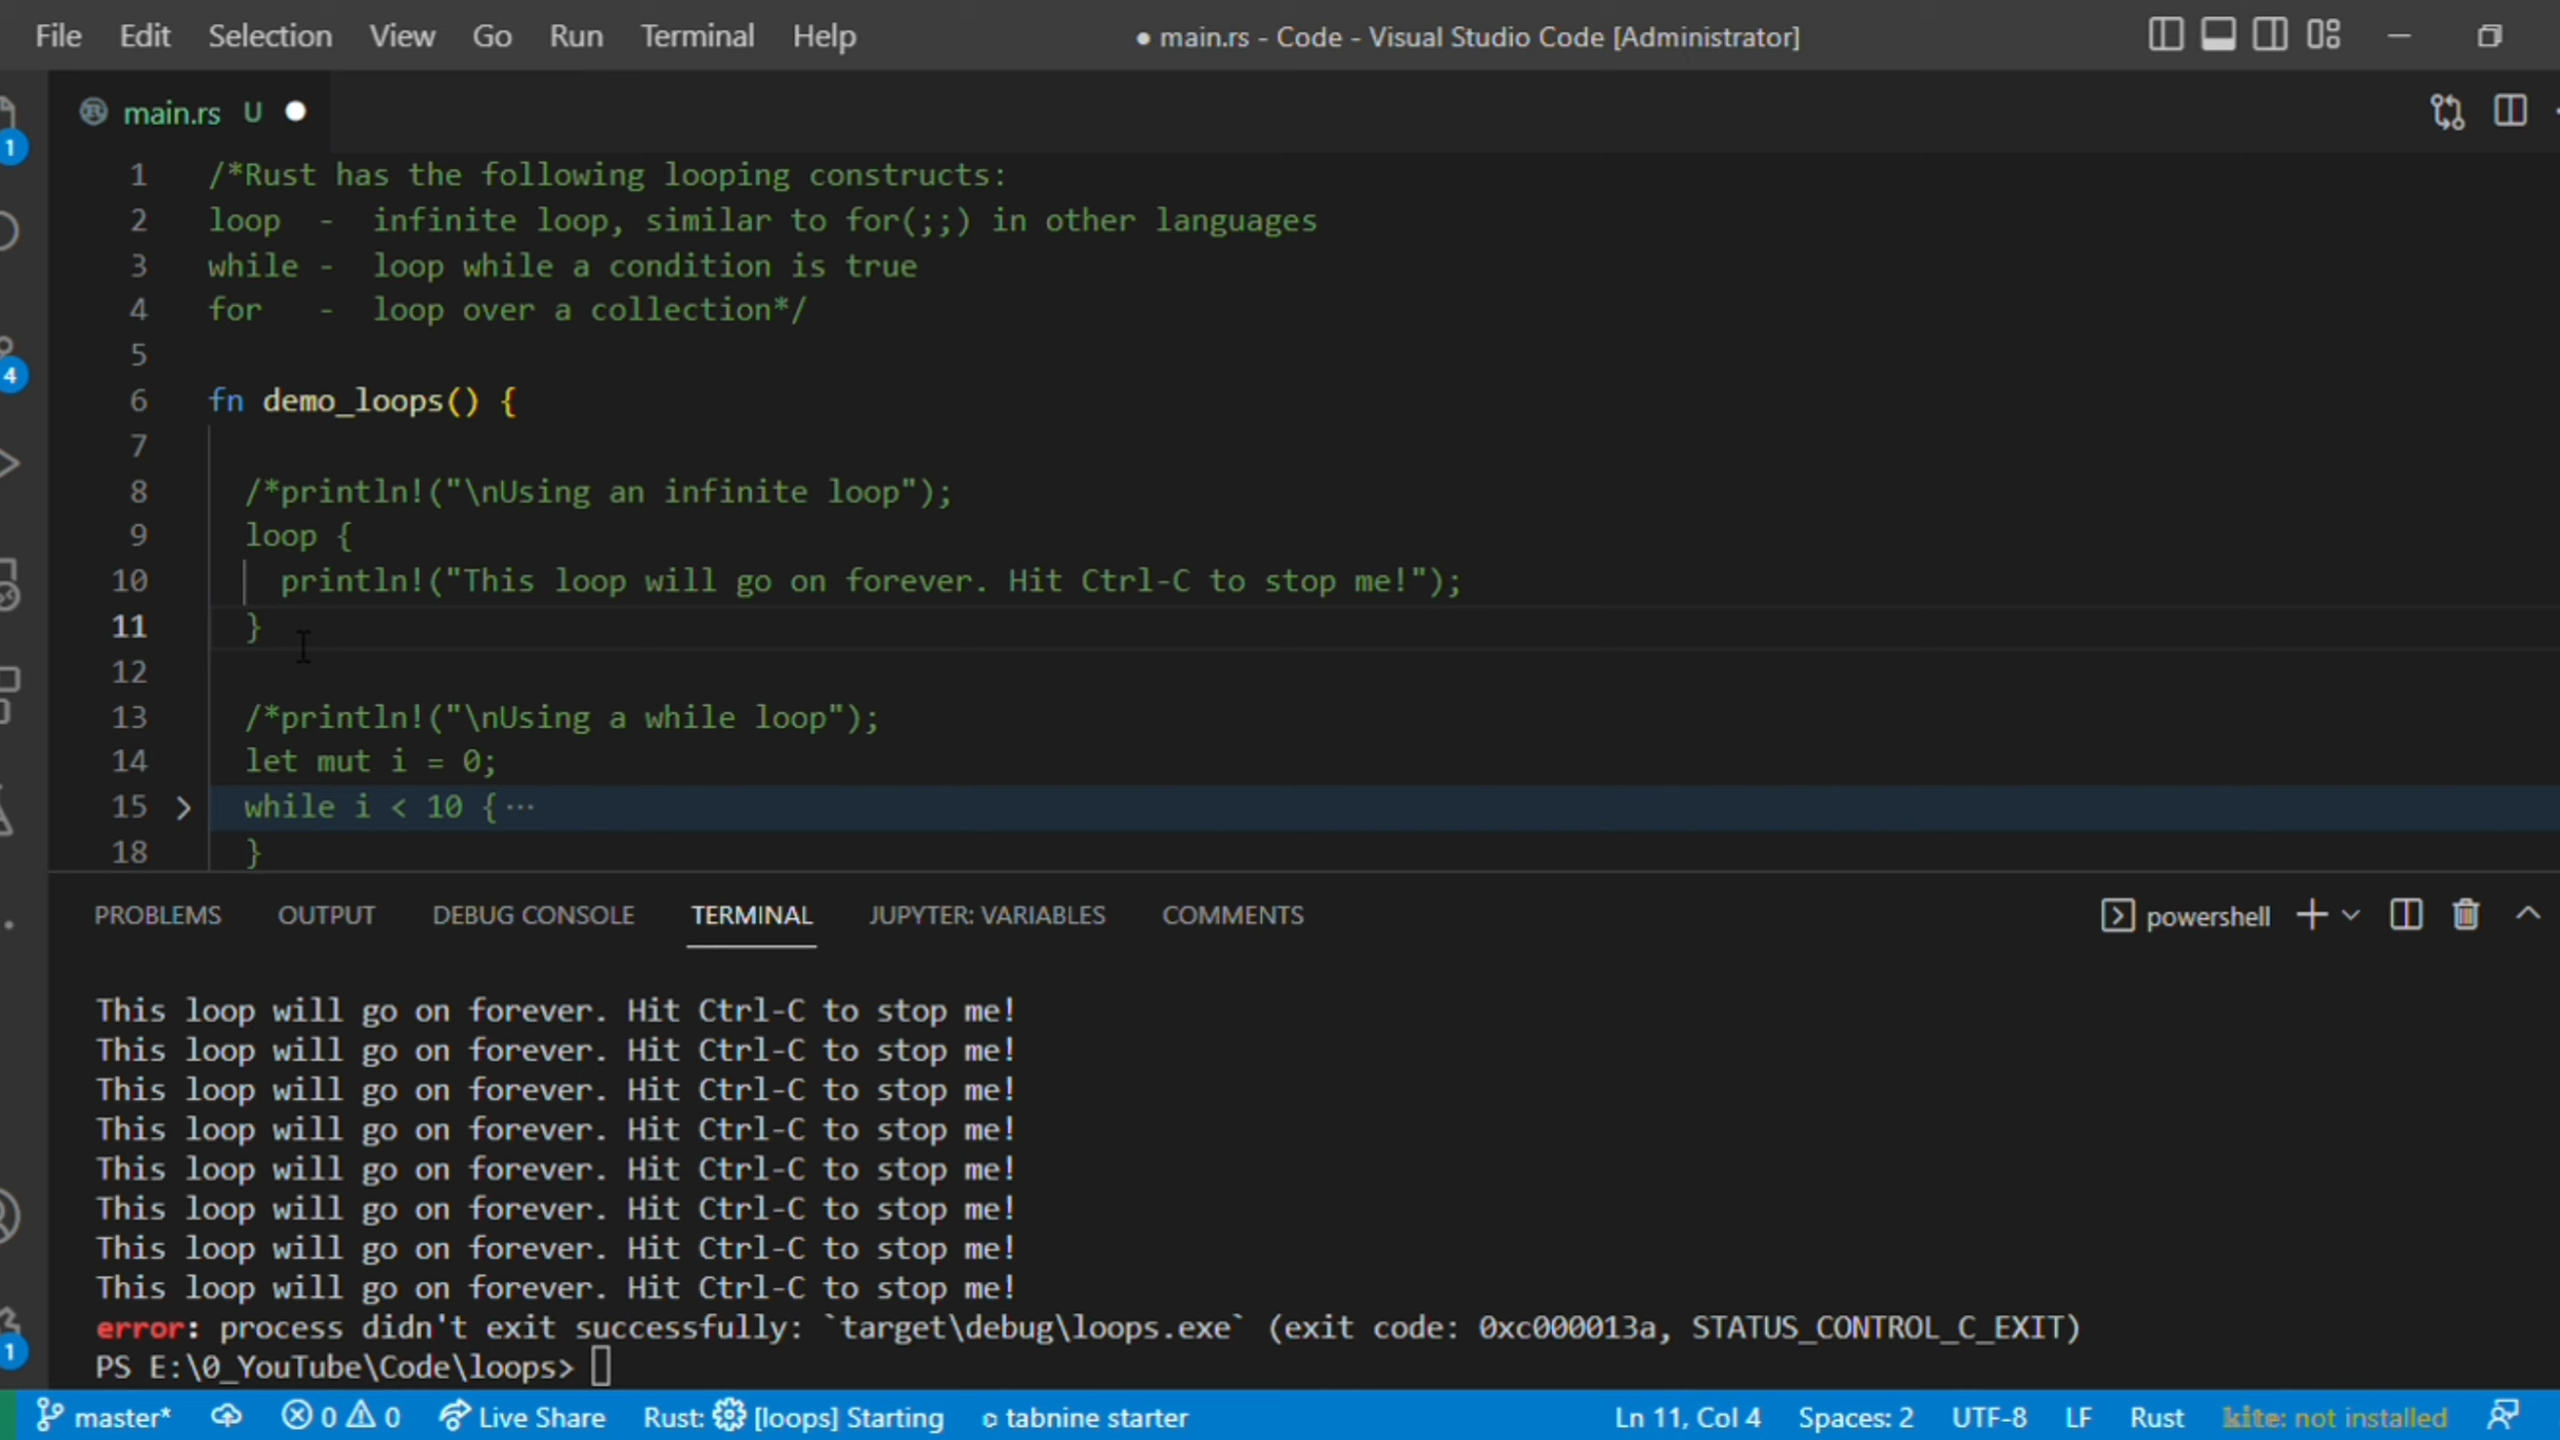 File Edit Selection View Go Run Terminal Help ● main.rs - Code - Visual Studio Code [Administrator]
main.rs U
1
4
1
1 /*Rust has the following looping constructs:
2 loop  -  infinite loop, similar to for(;;) in other languages
3 while -  loop while a condition is true
4 for   -  loop over a collection*/
5
6 fn demo_loops() {
7
8 /*println!("\nUsing an infinite loop");
9 loop {
10 println!("This loop will go on forever. Hit Ctrl-C to stop me!");
11 }
12
13 /*println!("\nUsing a while loop");
14 let mut i = 0;
15 while i < 10 {⋯
18 }
PROBLEMS OUTPUT DEBUG CONSOLE TERMINAL JUPYTER: VARIABLES COMMENTS powershell
This loop will go on forever. Hit Ctrl-C to stop me!
This loop will go on forever. Hit Ctrl-C to stop me!
This loop will go on forever. Hit Ctrl-C to stop me!
This loop will go on forever. Hit Ctrl-C to stop me!
This loop will go on forever. Hit Ctrl-C to stop me!
This loop will go on forever. Hit Ctrl-C to stop me!
This loop will go on forever. Hit Ctrl-C to stop me!
This loop will go on forever. Hit Ctrl-C to stop me!
error: process didn't exit successfully: `target\debug\loops.exe` (exit code: 0xc000013a, STATUS_CONTROL_C_EXIT)
PS E:\0_YouTube\Code\loops>
master* 0 0 Live Share Rust: [loops] Starting tabnine starter Ln 11, Col 4 Spaces: 2 UTF-8 LF Rust kite: not installed